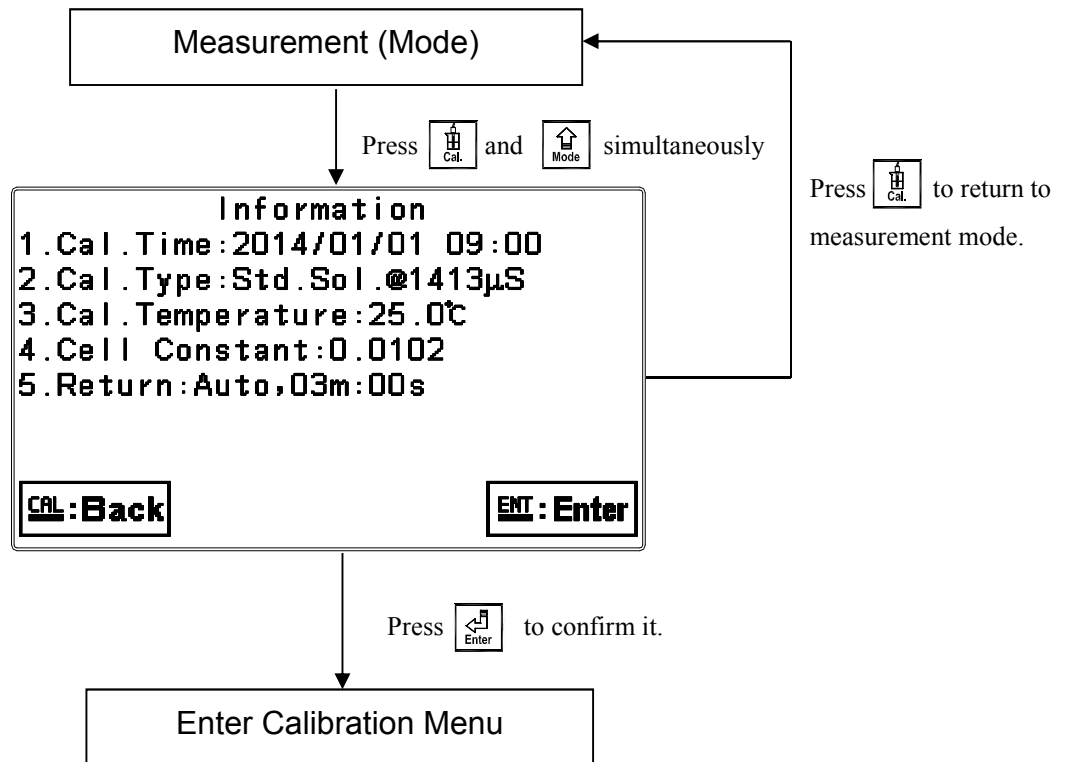 Measurement (Mode)
Press Cal. and Mode simultaneously
Press Cal. to return to
measurement mode.
Information
1.Cal.Time:2014/01/01 09:00
2.Cal.Type:Std.Sol.@1413µS
3.Cal.Temperature:25.0℃
4.Cell Constant:0.0102
5.Return:Auto,03m:00s
CAL:Back
ENT:Enter
Press Enter to confirm it.
Enter Calibration Menu